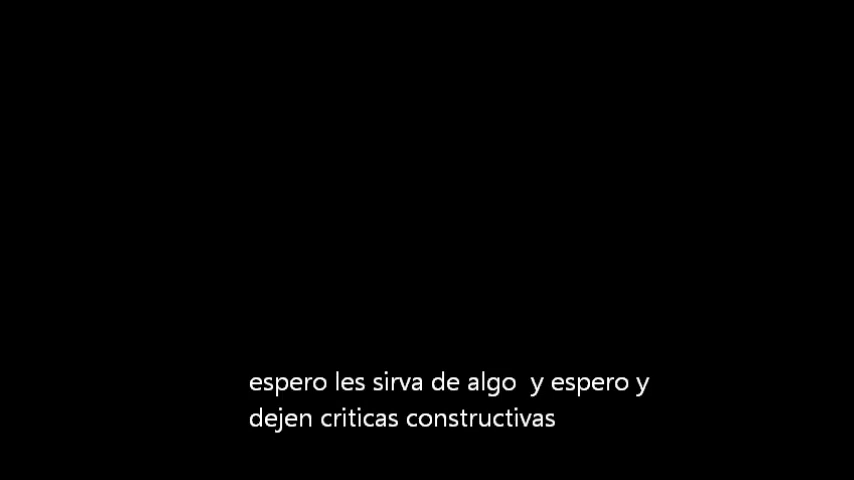 espero les sirva de algo  y espero y
dejen criticas constructivas